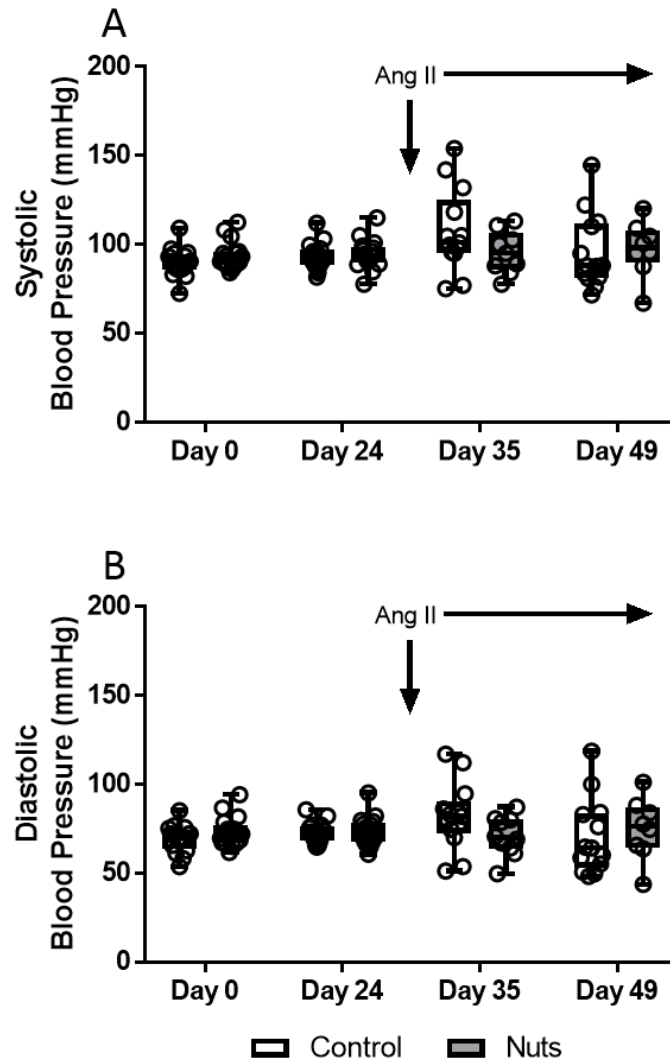 A
200
150
100
50
0
Systolic
Blood Pressure (mmHg)
Ang II
Day 0 Day 24 Day 35 Day 49
B
200
150
100
50
0
Diastolic
Blood Pressure (mmHg)
Ang II
Day 0 Day 24 Day 35 Day 49
Control Nuts